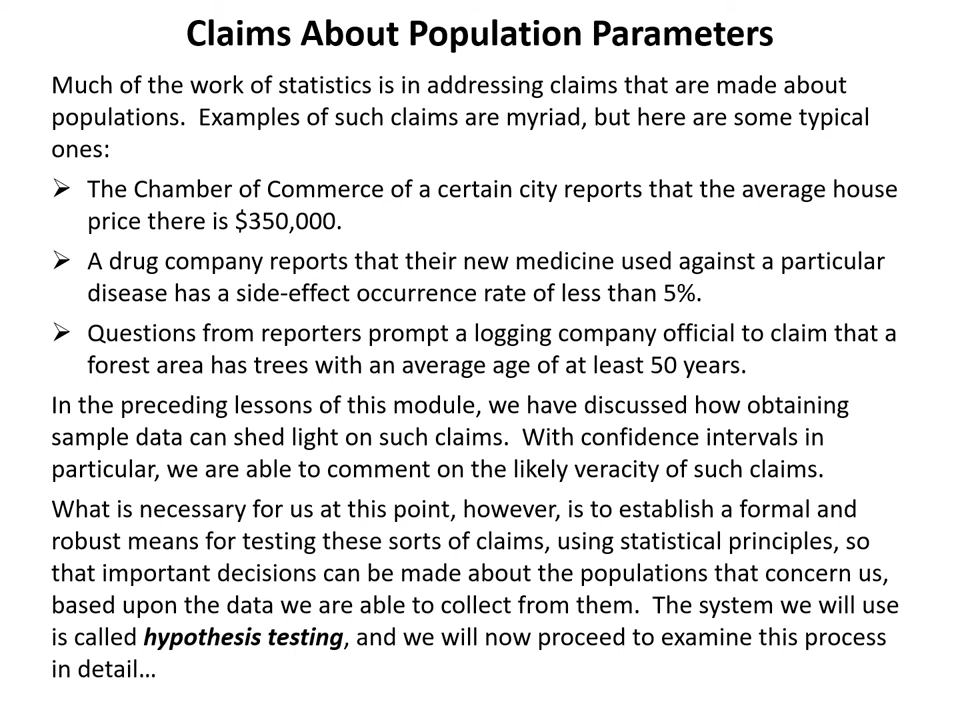 Claims About Population Parameters
Much of the work of statistics is in addressing claims that are made about
populations.  Examples of such claims are myriad, but here are some typical
ones:
➢ The Chamber of Commerce of a certain city reports that the average house
price there is $350,000.
➢ A drug company reports that their new medicine used against a particular
disease has a side-effect occurrence rate of less than 5%.
➢ Questions from reporters prompt a logging company official to claim that a
forest area has trees with an average age of at least 50 years.
In the preceding lessons of this module, we have discussed how obtaining
sample data can shed light on such claims.  With confidence intervals in
particular, we are able to comment on the likely veracity of such claims.
What is necessary for us at this point, however, is to establish a formal and
robust means for testing these sorts of claims, using statistical principles, so
that important decisions can be made about the populations that concern us,
based upon the data we are able to collect from them.  The system we will use
is called hypothesis testing, and we will now proceed to examine this process
in detail…